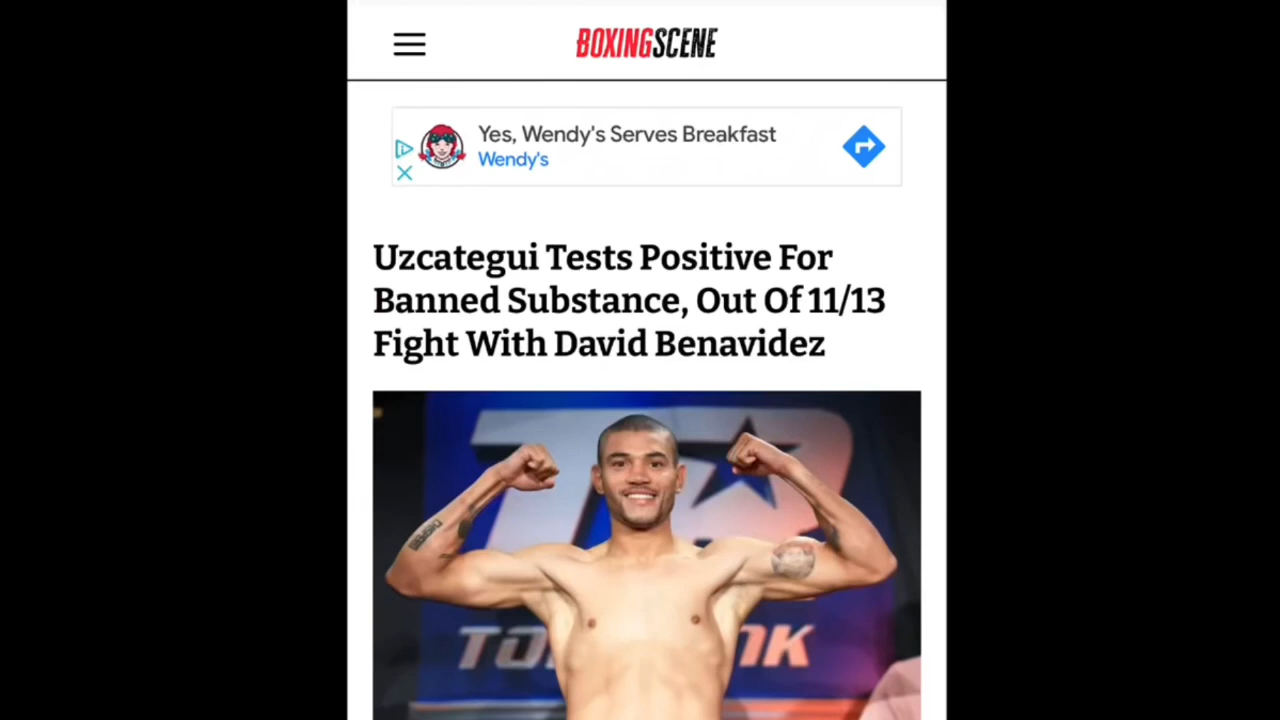 BOXINGSCENE
Yes, Wendy's Serves Breakfast
Wendy's
Uzcategui Tests Positive For
Banned Substance, Out Of 11/13
Fight With David Benavidez